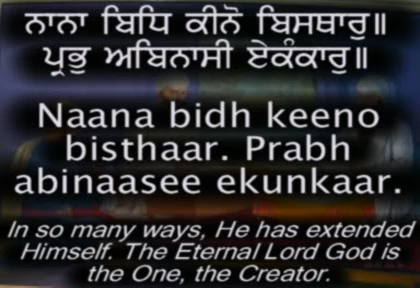 ਨਾਨਾ ਬਿਧਿ ਕੀਨੋ ਬਿਸਥਾਰੁ॥
ਪ੍ਰਭੁ ਅਬਿਨਾਸੀ ਏਕੰਕਾਰੁ॥
Naana bidh keeno
bisthaar. Prabh
abinaasee ekunkaar.
In so many ways, He has extended
Himself. The Eternal Lord God is
the One, the Creator.